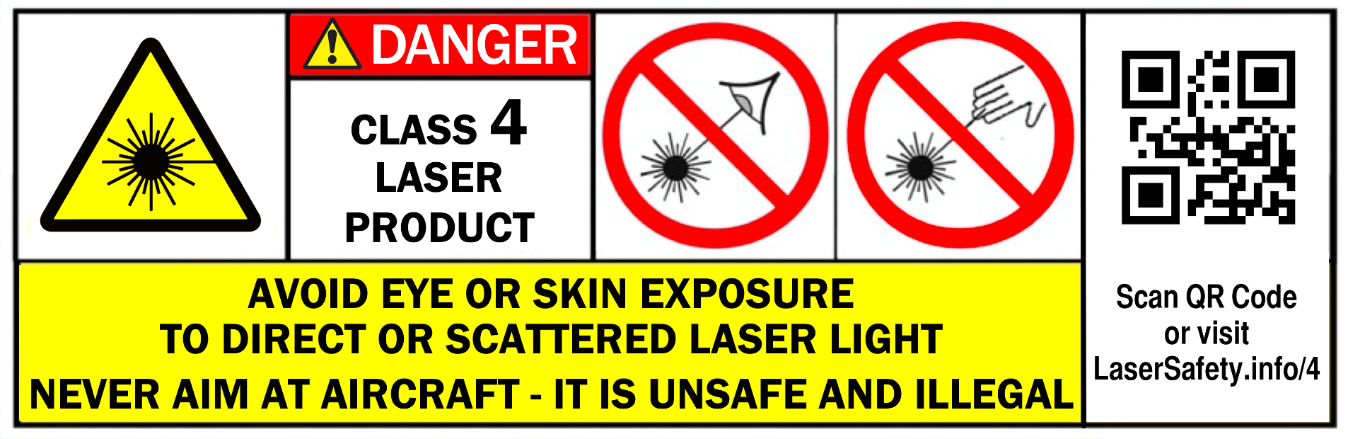 DANGER
CLASS 4
LASER
PRODUCT
AVOID EYE OR SKIN EXPOSURE
TO DIRECT OR SCATTERED LASER LIGHT
NEVER AIM AT AIRCRAFT - IT IS UNSAFE AND ILLEGAL
Scan QR Code
or visit
LaserSafety.info/4